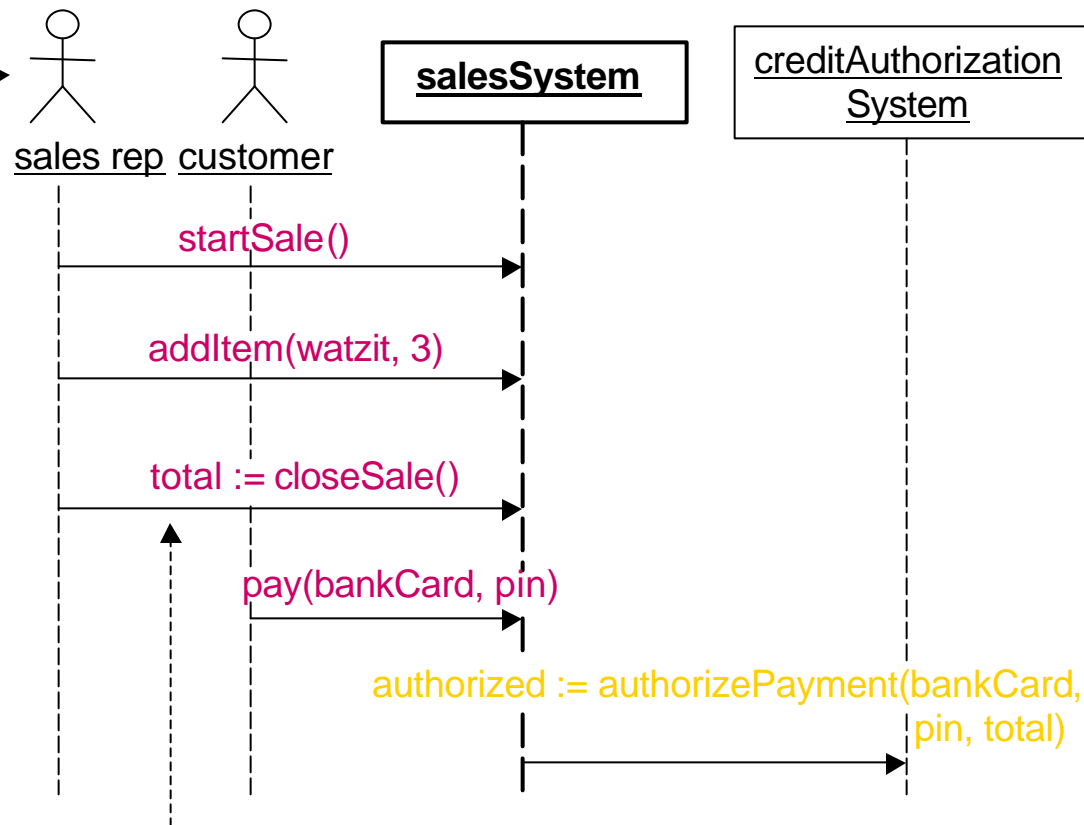 salesSystem
creditAuthorization
System
sales rep
customer
startSale()
addItem(watzit, 3)
total := closeSale()
pay(bankCard, pin)
authorized := authorizePayment(bankCard,
pin, total)